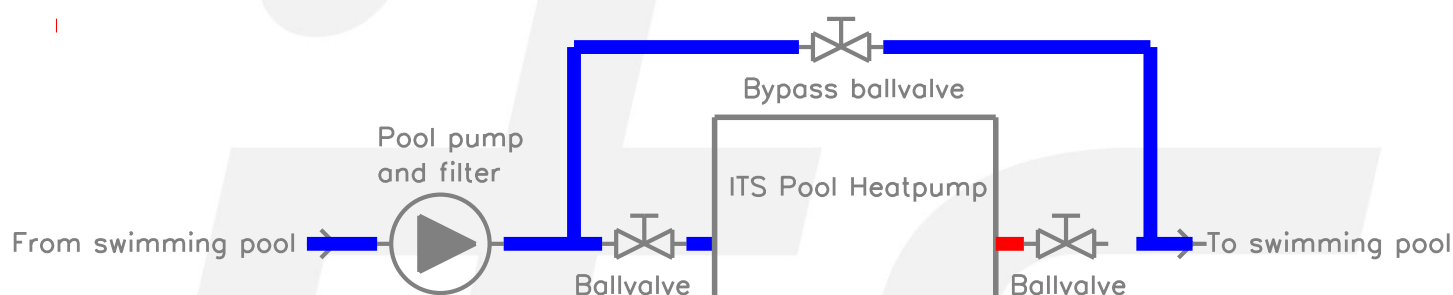 Bypass ballvalve
Pool pump
and filter
ITS Pool Heatpump
From swimming pool
To swimming pool
Ballvalve
Ballvalve